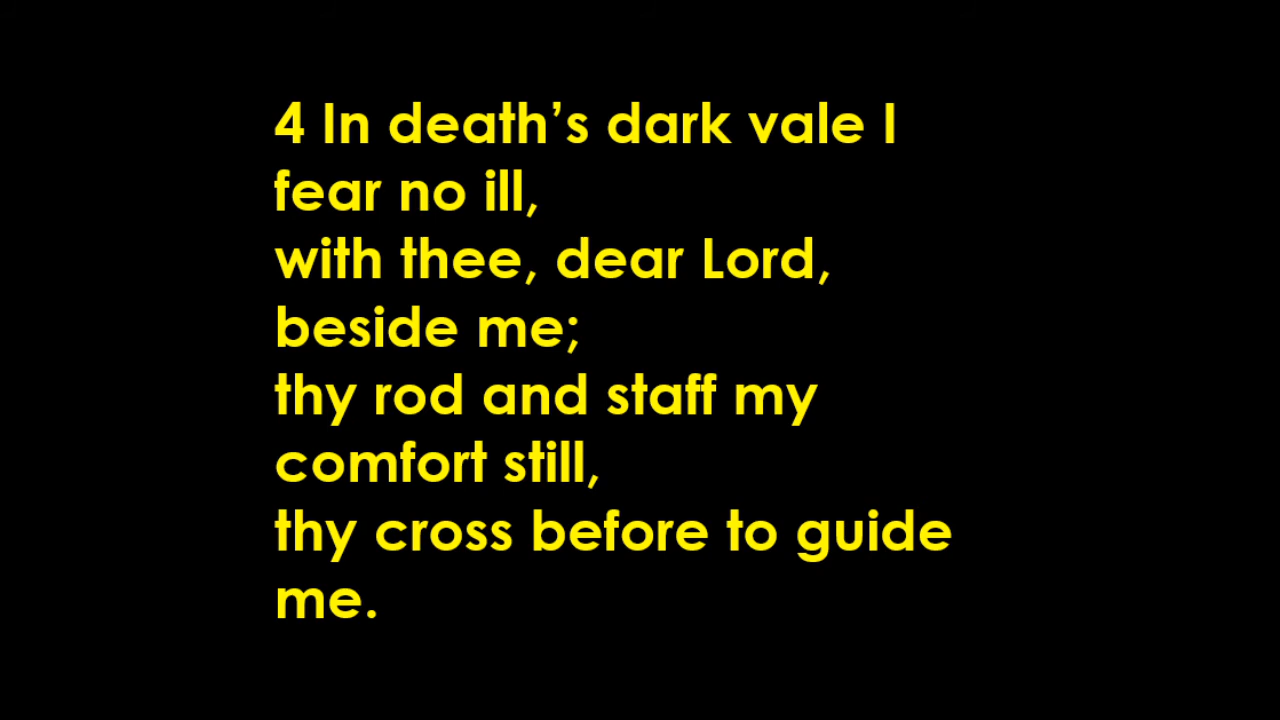 4 In death’s dark vale I
fear no ill,
with thee, dear Lord,
beside me;
thy rod and staff my
comfort still,
thy cross before to guide
me.